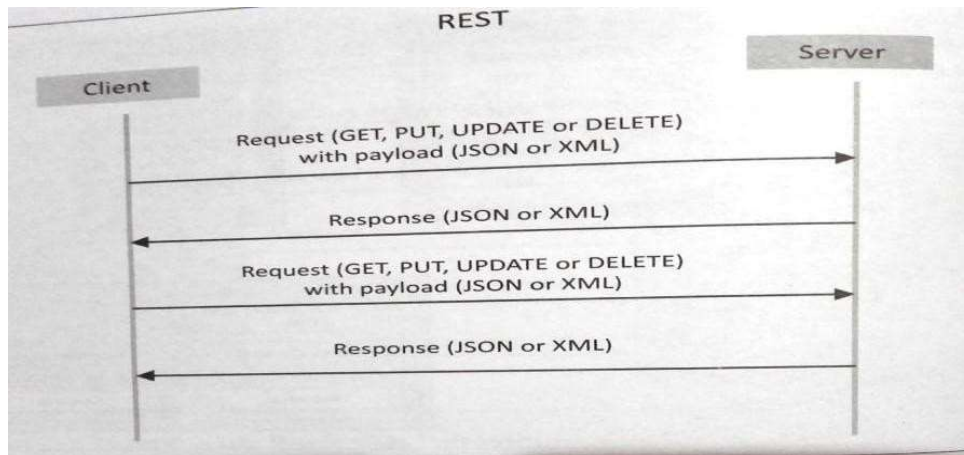 REST
Client
Server
Request (GET, PUT, UPDATE or DELETE)
with payload (JSON or XML)
Response (JSON or XML)
Request (GET, PUT, UPDATE or DELETE)
with payload (JSON or XML)
Response (JSON or XML)